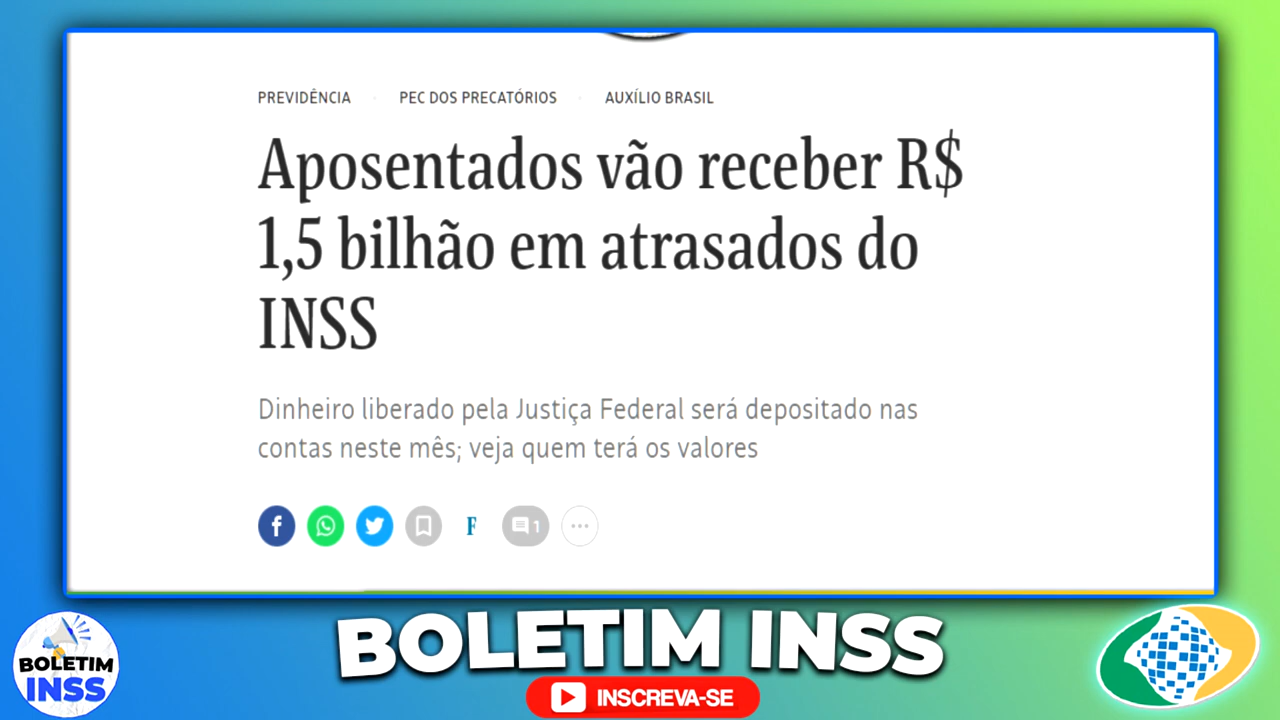 PREVIDÊNCIA · PEC DOS PRECATÓRIOS · AUXÍLIO BRASIL
Aposentados vão receber R$
1,5 bilhão em atrasados do
INSS
Dinheiro liberado pela Justiça Federal será depositado nas
contas neste mês; veja quem terá os valores
f F 1
BOLETIM INSS
INSCREVA-SE
BOLETIM
INSS